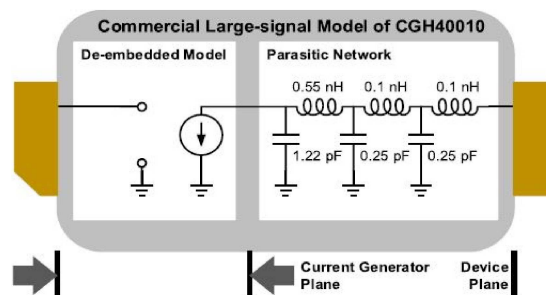 Commercial Large-signal Model of CGH40010
De-embedded Model
Parasitic Network
0.55 nH
0.1 nH
0.1 nH
1.22 pF
0.25 pF
0.25 pF
Current Generator
Plane
Device
Plane